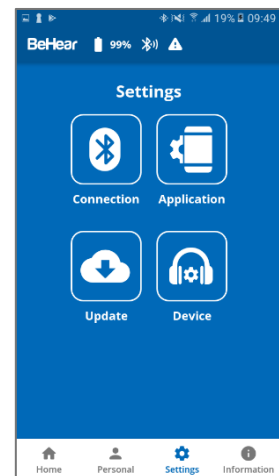 19% 09:49
BeHear 99%
Settings
Connection Application
Update Device
Home Personal Settings Information